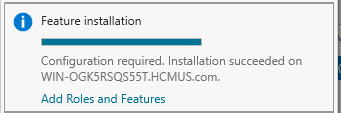 Feature installation
Configuration required. Installation succeeded on
WIN-OGK5RSQS55T.HCMUS.com.
Add Roles and Features